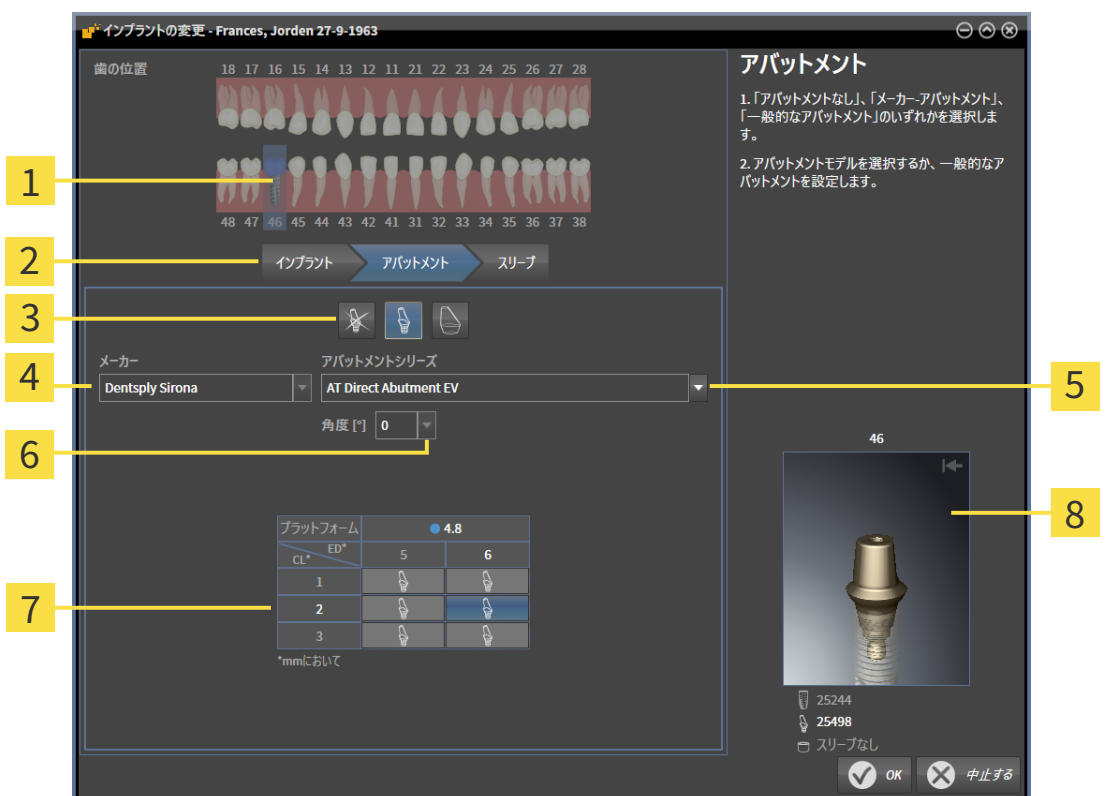 インプラントの変更 - Frances, Jorden 27-9-1963
歯の位置
18 17 16 15 14 13 12 11 21 22 23 24 25 26 27 28
48 47 46 45 44 43 42 41 31 32 33 34 35 36 37 38
インプラント アバットメント スリーブ
メーカー アバットメントシリーズ
Dentsply Sirona AT Direct Abutment EV
角度 [°] 0
プラットフォーム 4.8
CL* ED* 5 6
1
2
3
*mmにおいて
アバットメント
1.「アバットメントなし」、「メーカー-アバットメント」、
「一般的なアバットメント」のいずれかを選択しま
す。
2. アバットメントモデルを選択するか、一般的なア
バットメントを設定します。
46
25244
25498
スリーブなし
OK 中止する
1
2
3
4
5
6
7
8